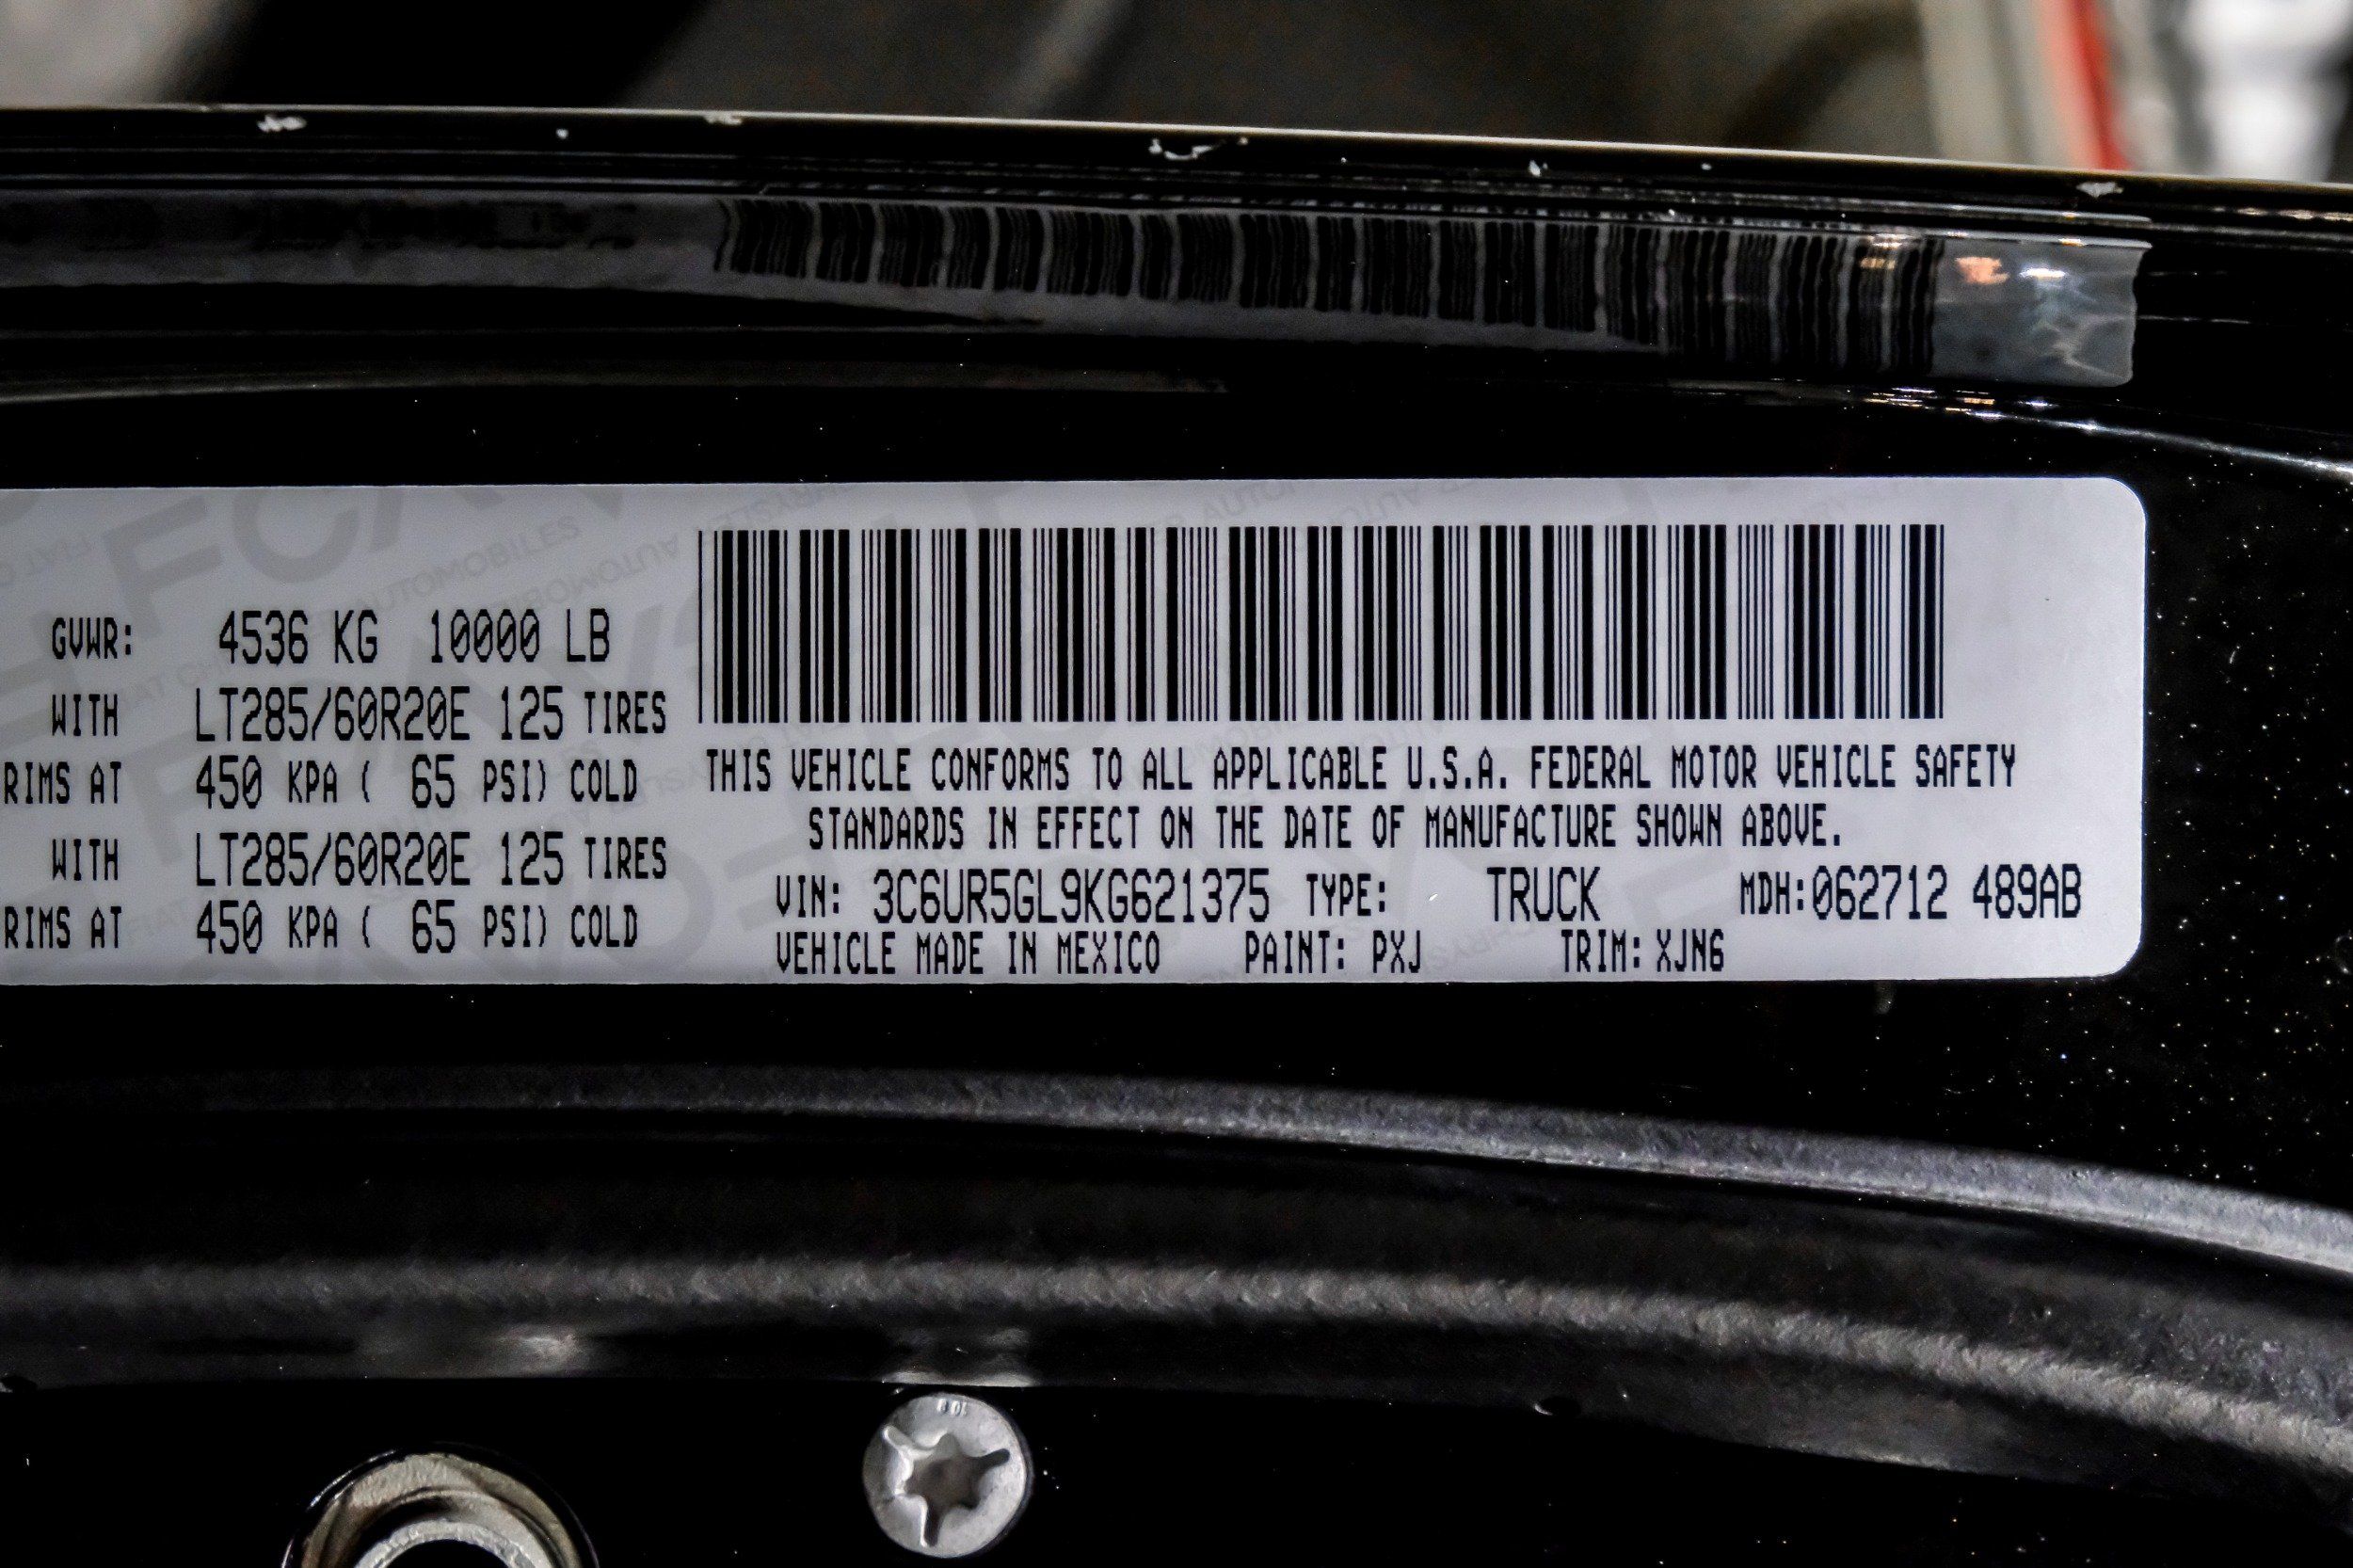 GVWR: 4536 KG 10000 LB
WITH LT285/60R20E 125 TIRES
RIMS AT 450 KPA ( 65 PSI) COLD
WITH LT285/60R20E 125 TIRES
RIMS AT 450 KPA ( 65 PSI) COLD
THIS VEHICLE CONFORMS TO ALL APPLICABLE U.S.A. FEDERAL MOTOR VEHICLE SAFETY
STANDARDS IN EFFECT ON THE DATE OF MANUFACTURE SHOWN ABOVE.
VIN: 3C6UR5GL9KG621375 TYPE: TRUCK MDH:062712 489AB
VEHICLE MADE IN MEXICO PAINT: PXJ TRIM: XJN6